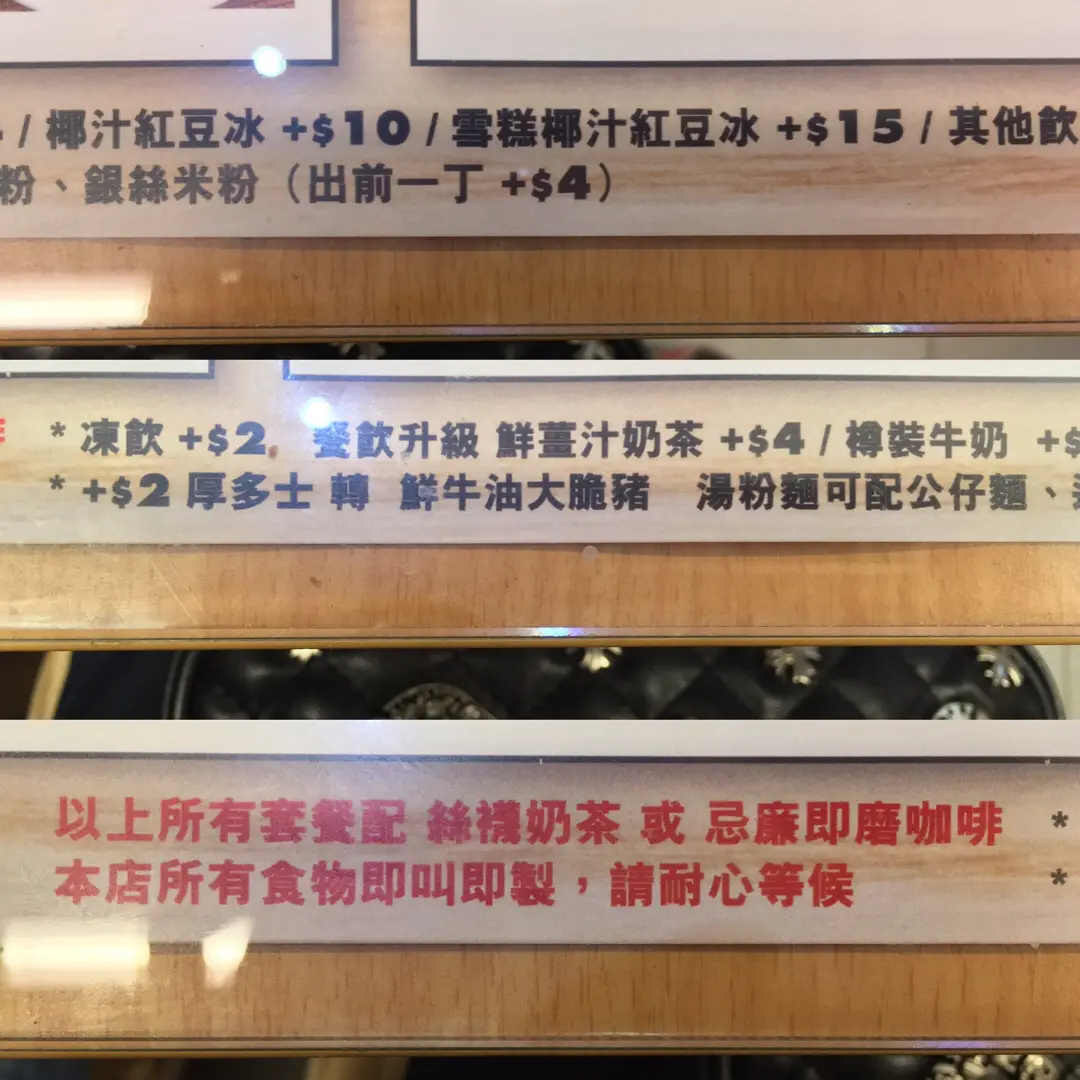 / 椰汁紅豆冰 +$10 / 雪糕椰汁紅豆冰 +$15 / 其他飲
粉、銀絲米粉（出前一丁 +$4）
* 凍飲 +$2 餐飲升級 鮮薑汁奶茶 +$4 / 樽裝牛奶 +$
* +$2 厚多士 轉 鮮牛油大脆豬 湯粉麵可配公仔麵、
以上所有套餐配 絲襪奶茶 或 忌廉即磨咖啡 *
本店所有食物即叫即製，請耐心等候 *